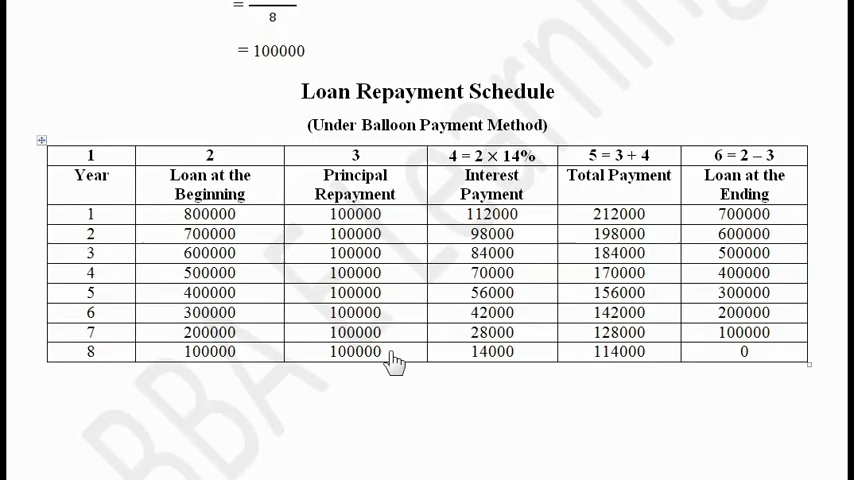 =
8
= 100000
Loan Repayment Schedule
(Under Balloon Payment Method)
1 2 3 4 = 2 × 14% 5 = 3 + 4 6 = 2 – 3
Year Loan at the Beginning Principal Repayment Interest Payment Total Payment Loan at the Ending
1 800000 100000 112000 212000 700000
2 700000 100000 98000 198000 600000
3 600000 100000 84000 184000 500000
4 500000 100000 70000 170000 400000
5 400000 100000 56000 156000 300000
6 300000 100000 42000 142000 200000
7 200000 100000 28000 128000 100000
8 100000 100000 14000 114000 0
BBA F Learning